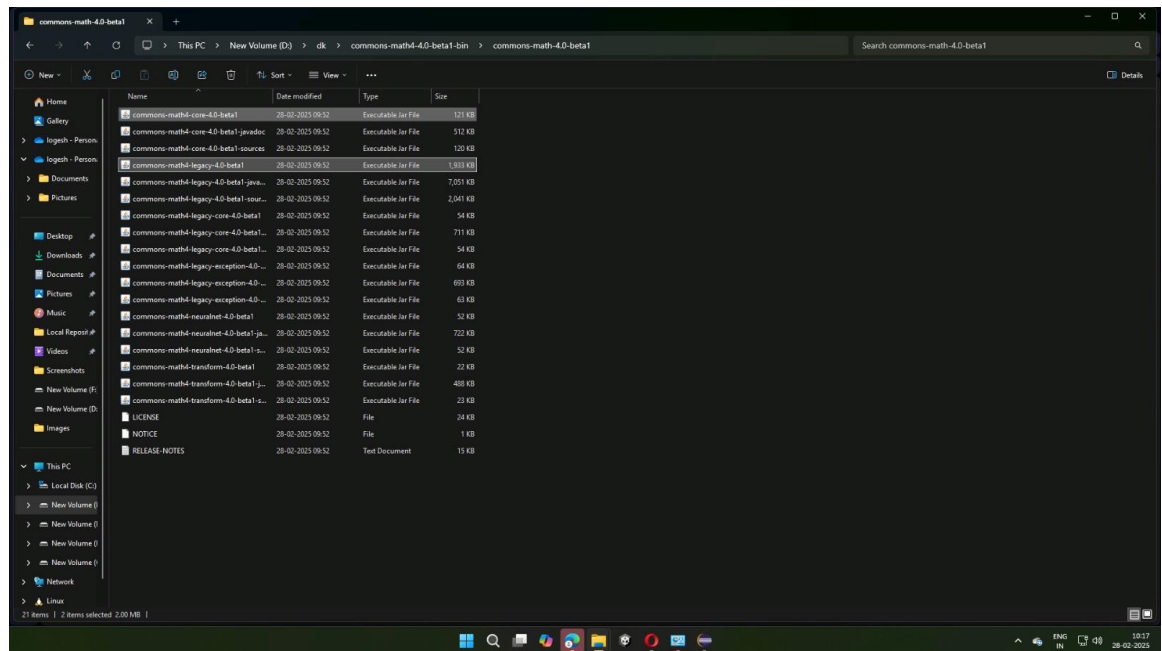 commons-math-4.0-beta1
This PC > New Volume (D:) > dk > commons-math4-4.0-beta1-bin > commons-math-4.0-beta1
Search commons-math-4.0-beta1
New
Sort
View
Details
Name Date modified Type Size
Home
Gallery
logesh - Person
logesh - Person
Documents
Pictures
Desktop
Downloads
Documents
Pictures
Music
Local Reposit
Videos
Screenshots
New Volume (F:
New Volume (D:
Images
This PC
Local Disk (C:)
New Volume (
New Volume (
New Volume (
New Volume (
Network
Linux
commons-math4-core-4.0-beta1 28-02-2025 09:52 Executable Jar File 121 KB
commons-math4-core-4.0-beta1-javadoc 28-02-2025 09:52 Executable Jar File 512 KB
commons-math4-core-4.0-beta1-sources 28-02-2025 09:52 Executable Jar File 120 KB
commons-math4-legacy-4.0-beta1 28-02-2025 09:52 Executable Jar File 1,933 KB
commons-math4-legacy-4.0-beta1-java... 28-02-2025 09:52 Executable Jar File 7,051 KB
commons-math4-legacy-4.0-beta1-sour... 28-02-2025 09:52 Executable Jar File 2,041 KB
commons-math4-legacy-core-4.0-beta1 28-02-2025 09:52 Executable Jar File 54 KB
commons-math4-legacy-core-4.0-beta1... 28-02-2025 09:52 Executable Jar File 711 KB
commons-math4-legacy-core-4.0-beta1... 28-02-2025 09:52 Executable Jar File 54 KB
commons-math4-legacy-exception-4.0-... 28-02-2025 09:52 Executable Jar File 64 KB
commons-math4-legacy-exception-4.0-... 28-02-2025 09:52 Executable Jar File 693 KB
commons-math4-legacy-exception-4.0-... 28-02-2025 09:52 Executable Jar File 63 KB
commons-math4-neuralnet-4.0-beta1 28-02-2025 09:52 Executable Jar File 52 KB
commons-math4-neuralnet-4.0-beta1-ja... 28-02-2025 09:52 Executable Jar File 722 KB
commons-math4-neuralnet-4.0-beta1-s... 28-02-2025 09:52 Executable Jar File 52 KB
commons-math4-transform-4.0-beta1 28-02-2025 09:52 Executable Jar File 22 KB
commons-math4-transform-4.0-beta1-j... 28-02-2025 09:52 Executable Jar File 488 KB
commons-math4-transform-4.0-beta1-s... 28-02-2025 09:52 Executable Jar File 23 KB
LICENSE 28-02-2025 09:52 File 24 KB
NOTICE 28-02-2025 09:52 File 1 KB
RELEASE-NOTES 28-02-2025 09:52 Text Document 15 KB
21 items | 2 items selected 2.00 MB |
ENG
IN
10:17
28-02-2025